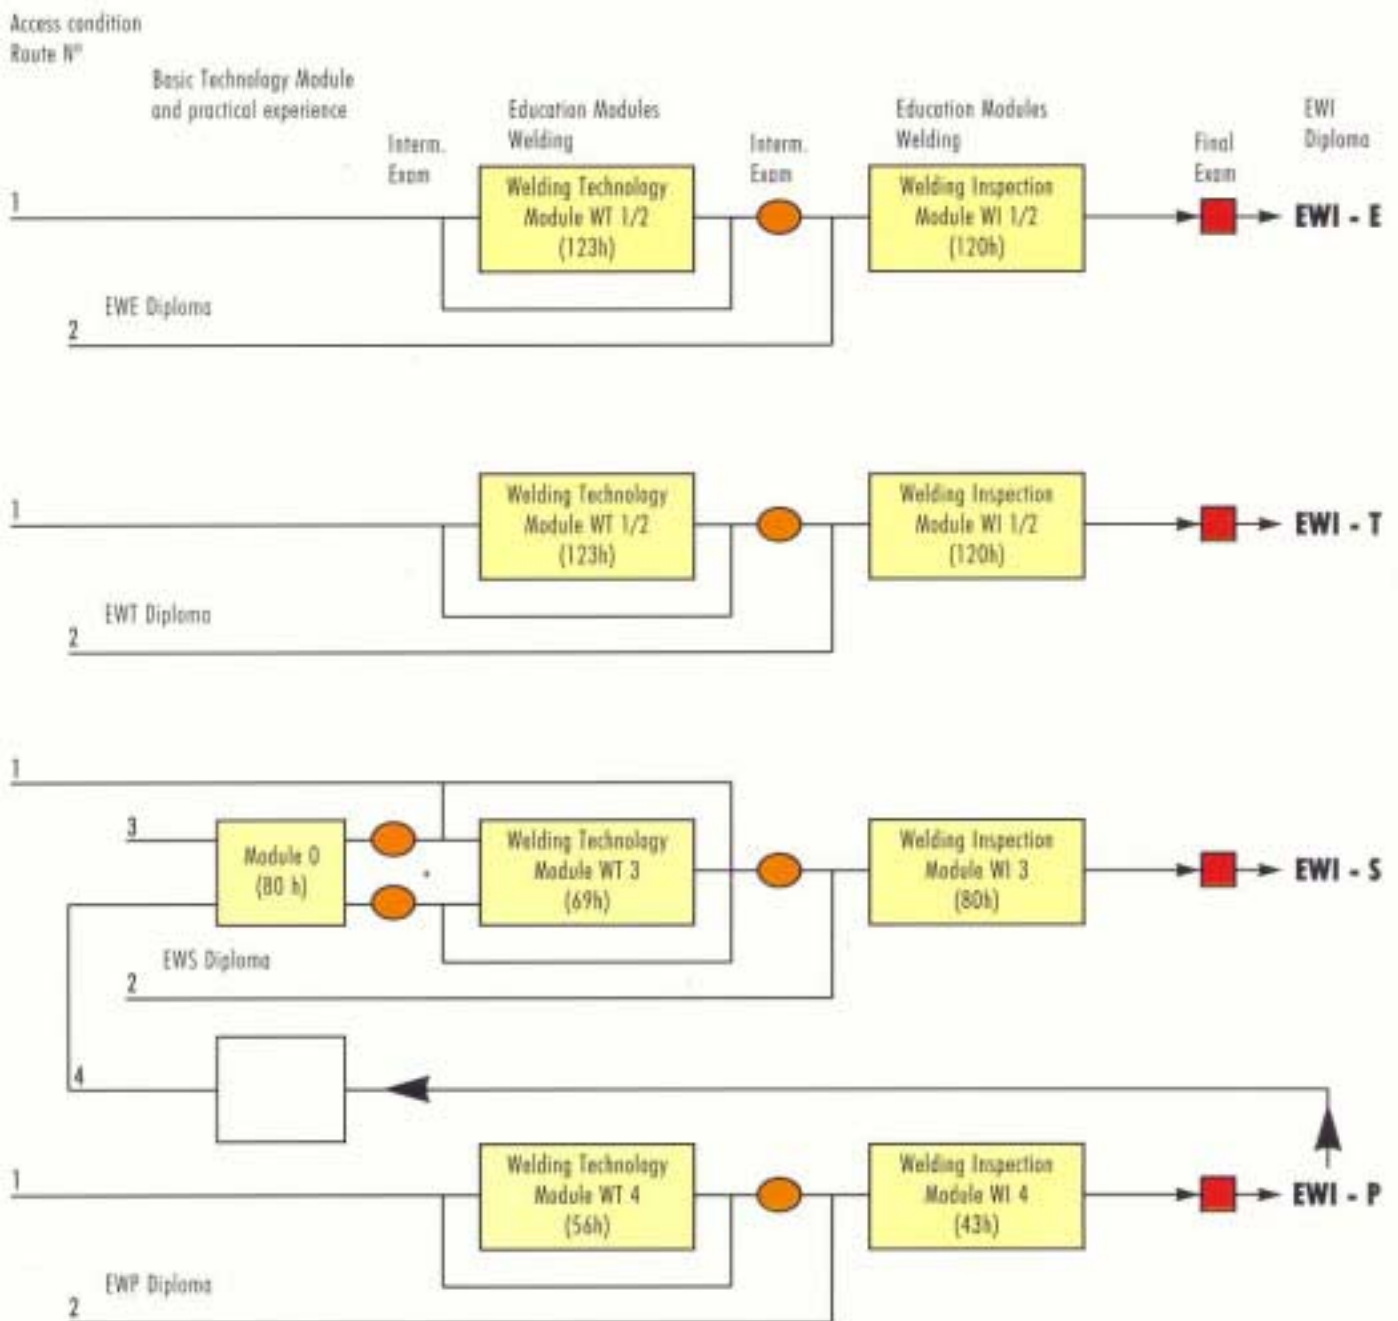 Access condition
Route Nº
Basic Technology Module
and practical experience
Interm.
Exam
Education Modules
Welding
Interm.
Exam
Education Modules
Welding
Final
Exam
EWI
Diploma
1
Welding Technology
Module WT 1/2
(123h)
Welding Inspection
Module WI 1/2
(120h)
EWI - E
EWE Diploma
2
1
Welding Technology
Module WT 1/2
(123h)
Welding Inspection
Module WI 1/2
(120h)
EWI - T
EWT Diploma
2
1
3
Module 0
(80 h)
Welding Technology
Module WT 3
(69h)
Welding Inspection
Module WI 3
(80h)
EWI - S
EWS Diploma
2
4
1
Welding Technology
Module WT 4
(56h)
Welding Inspection
Module WI 4
(43h)
EWI - P
EWP Diploma
2